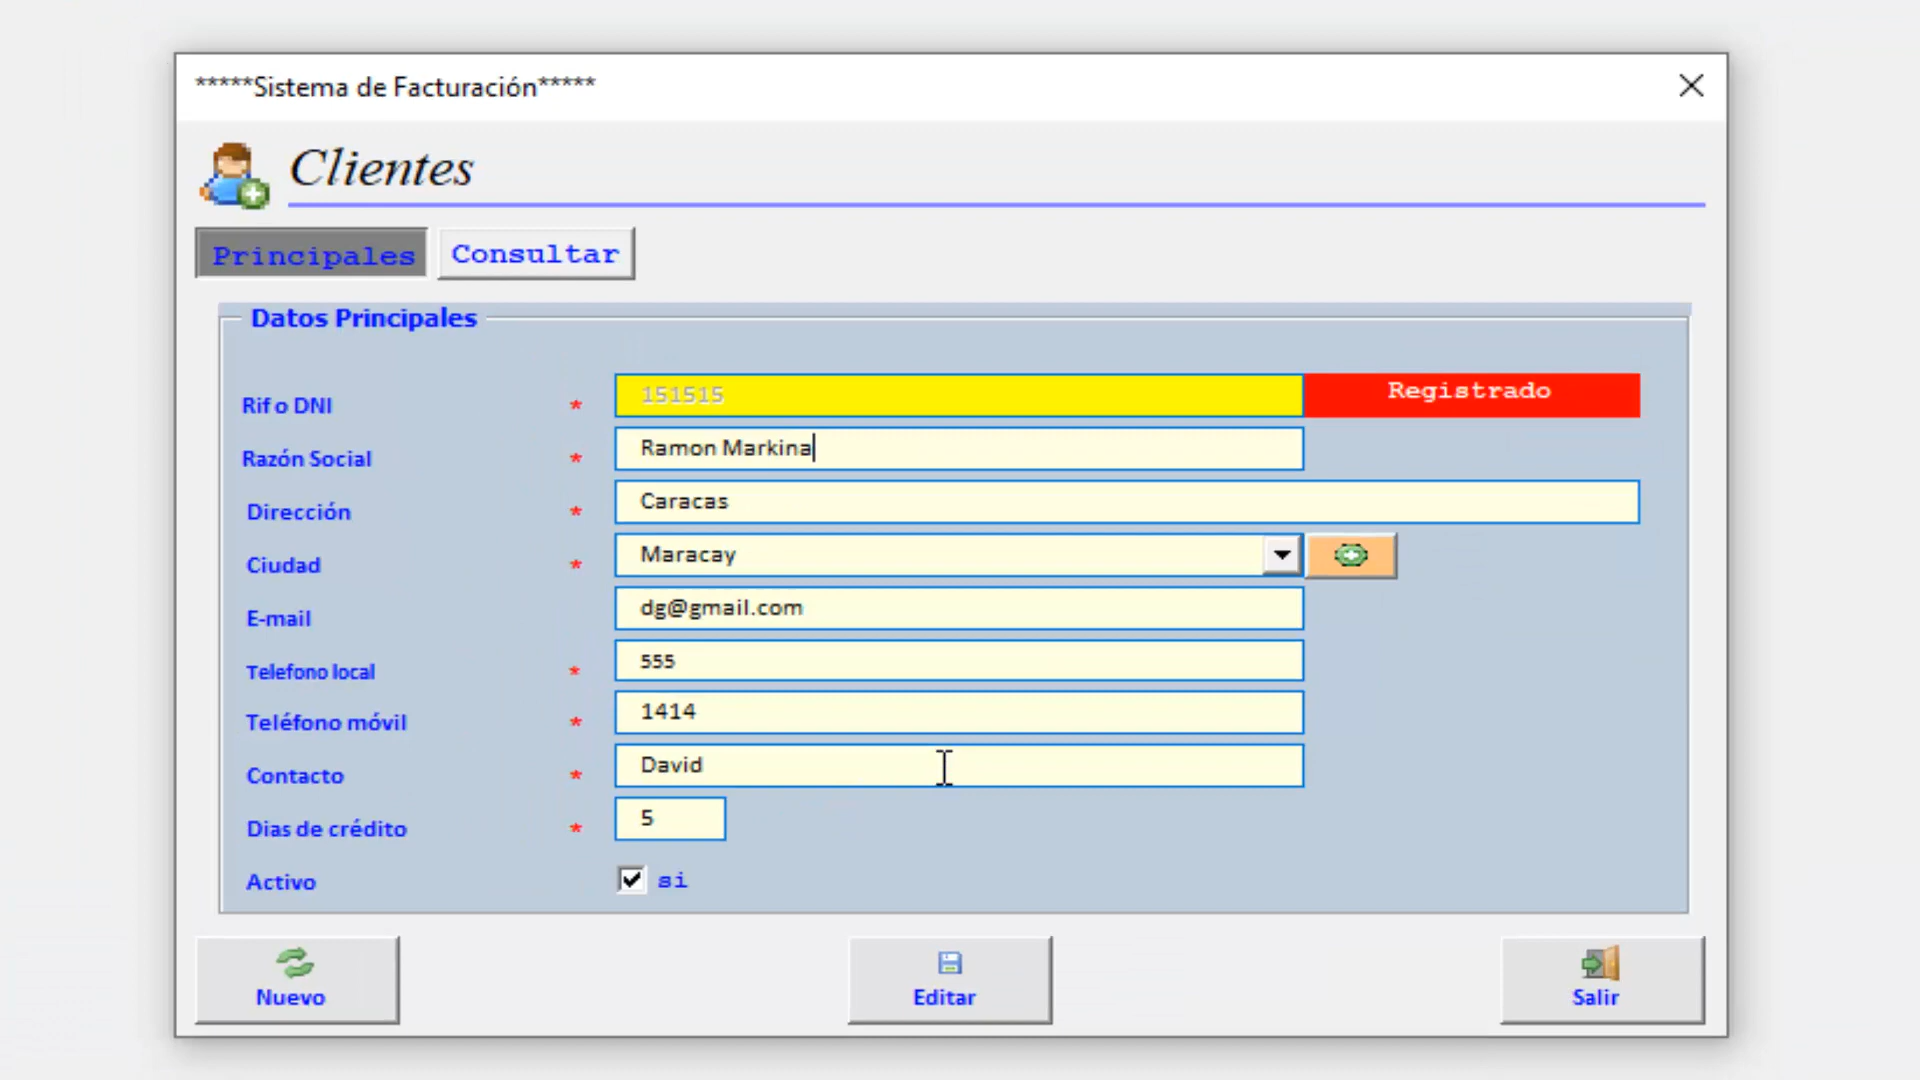 *****Sistema de Facturación*****
Clientes
Principales Consultar
Datos Principales
Rif o DNI * 151515 Registrado
Razón Social * Ramon Markina
Dirección * Caracas
Ciudad * Maracay
E-mail dg@gmail.com
Telefono local * 555
Teléfono móvil * 1414
Contacto * David
Dias de crédito * 5
Activo si
Nuevo Editar Salir